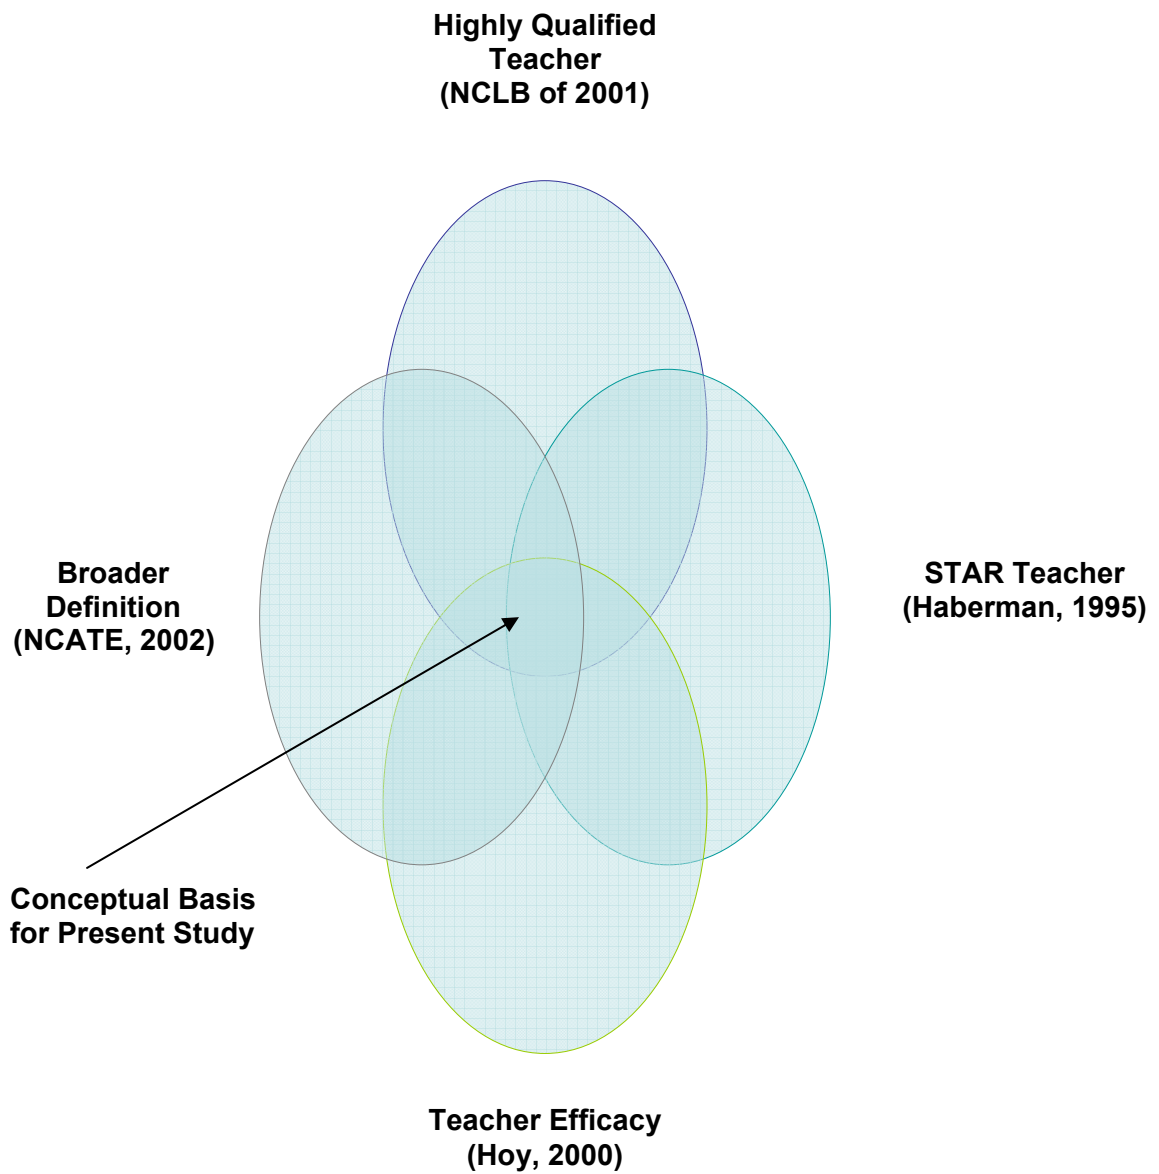 Highly Qualified
Teacher
(NCLB of 2001)
Broader
Definition
(NCATE, 2002)
STAR Teacher
(Haberman, 1995)
Conceptual Basis
for Present Study
Teacher Efficacy
(Hoy, 2000)